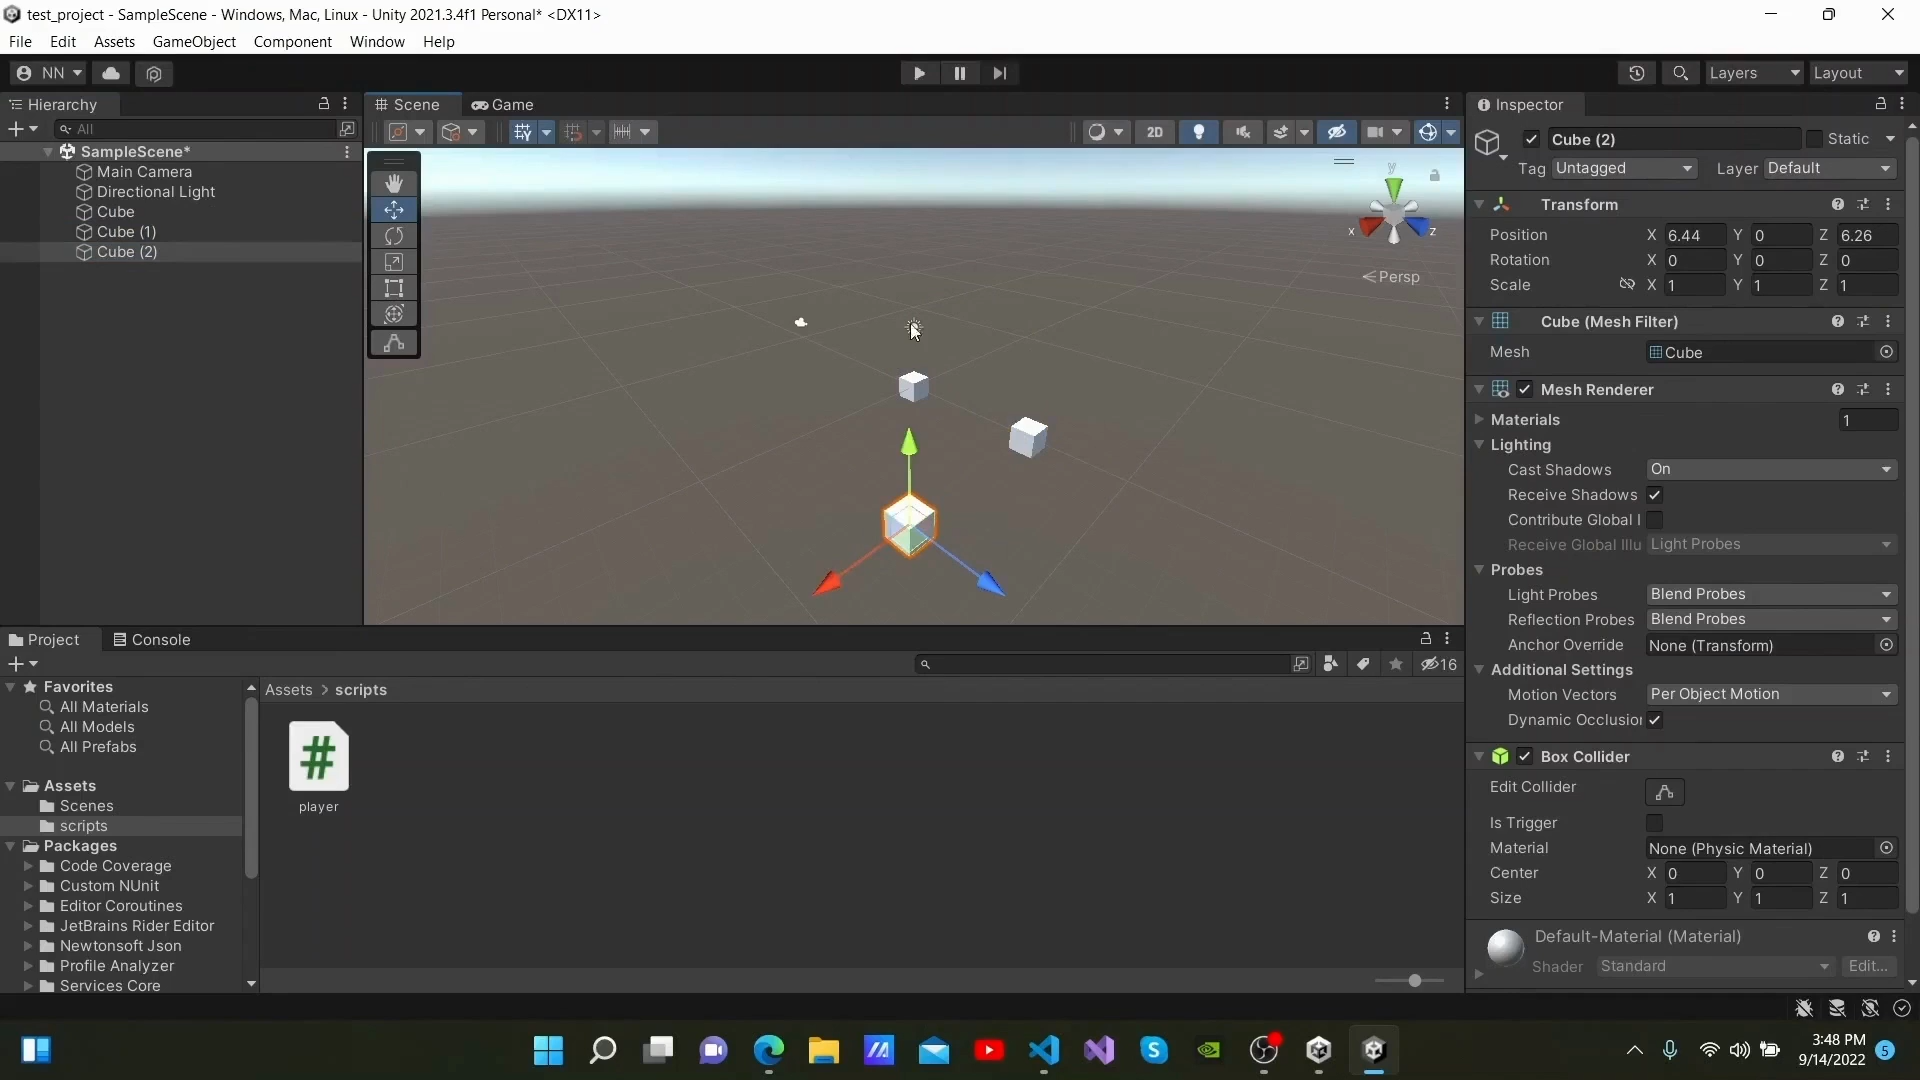 test_project - SampleScene - Windows, Mac, Linux - Unity 2021.3.4f1 Personal* <DX11>
File Edit Assets GameObject Component Window Help
NN
Layers Layout
Hierarchy
All
SampleScene*
Main Camera
Directional Light
Cube
Cube (1)
Cube (2)
Scene Game
2D
y
x z
Persp
Inspector
Cube (2) Static
Tag Untagged Layer Default
Transform
Position X 6.44 Y 0 Z 6.26
Rotation X 0 Y 0 Z 0
Scale X 1 Y 1 Z 1
Cube (Mesh Filter)
Mesh Cube
Mesh Renderer
Materials 1
Lighting
Cast Shadows On
Receive Shadows
Contribute Global I
Receive Global Illu Light Probes
Probes
Light Probes Blend Probes
Reflection Probes Blend Probes
Anchor Override None (Transform)
Additional Settings
Motion Vectors Per Object Motion
Dynamic Occlusion
Box Collider
Edit Collider
Is Trigger
Material None (Physic Material)
Center X 0 Y 0 Z 0
Size X 1 Y 1 Z 1
Default-Material (Material)
Shader Standard Edit...
Project Console
16
Favorites
All Materials
All Models
All Prefabs
Assets
Scenes
scripts
Packages
Code Coverage
Custom NUnit
Editor Coroutines
JetBrains Rider Editor
Newtonsoft Json
Profile Analyzer
Services Core
Assets > scripts
#
player
3:48 PM
9/14/2022
5